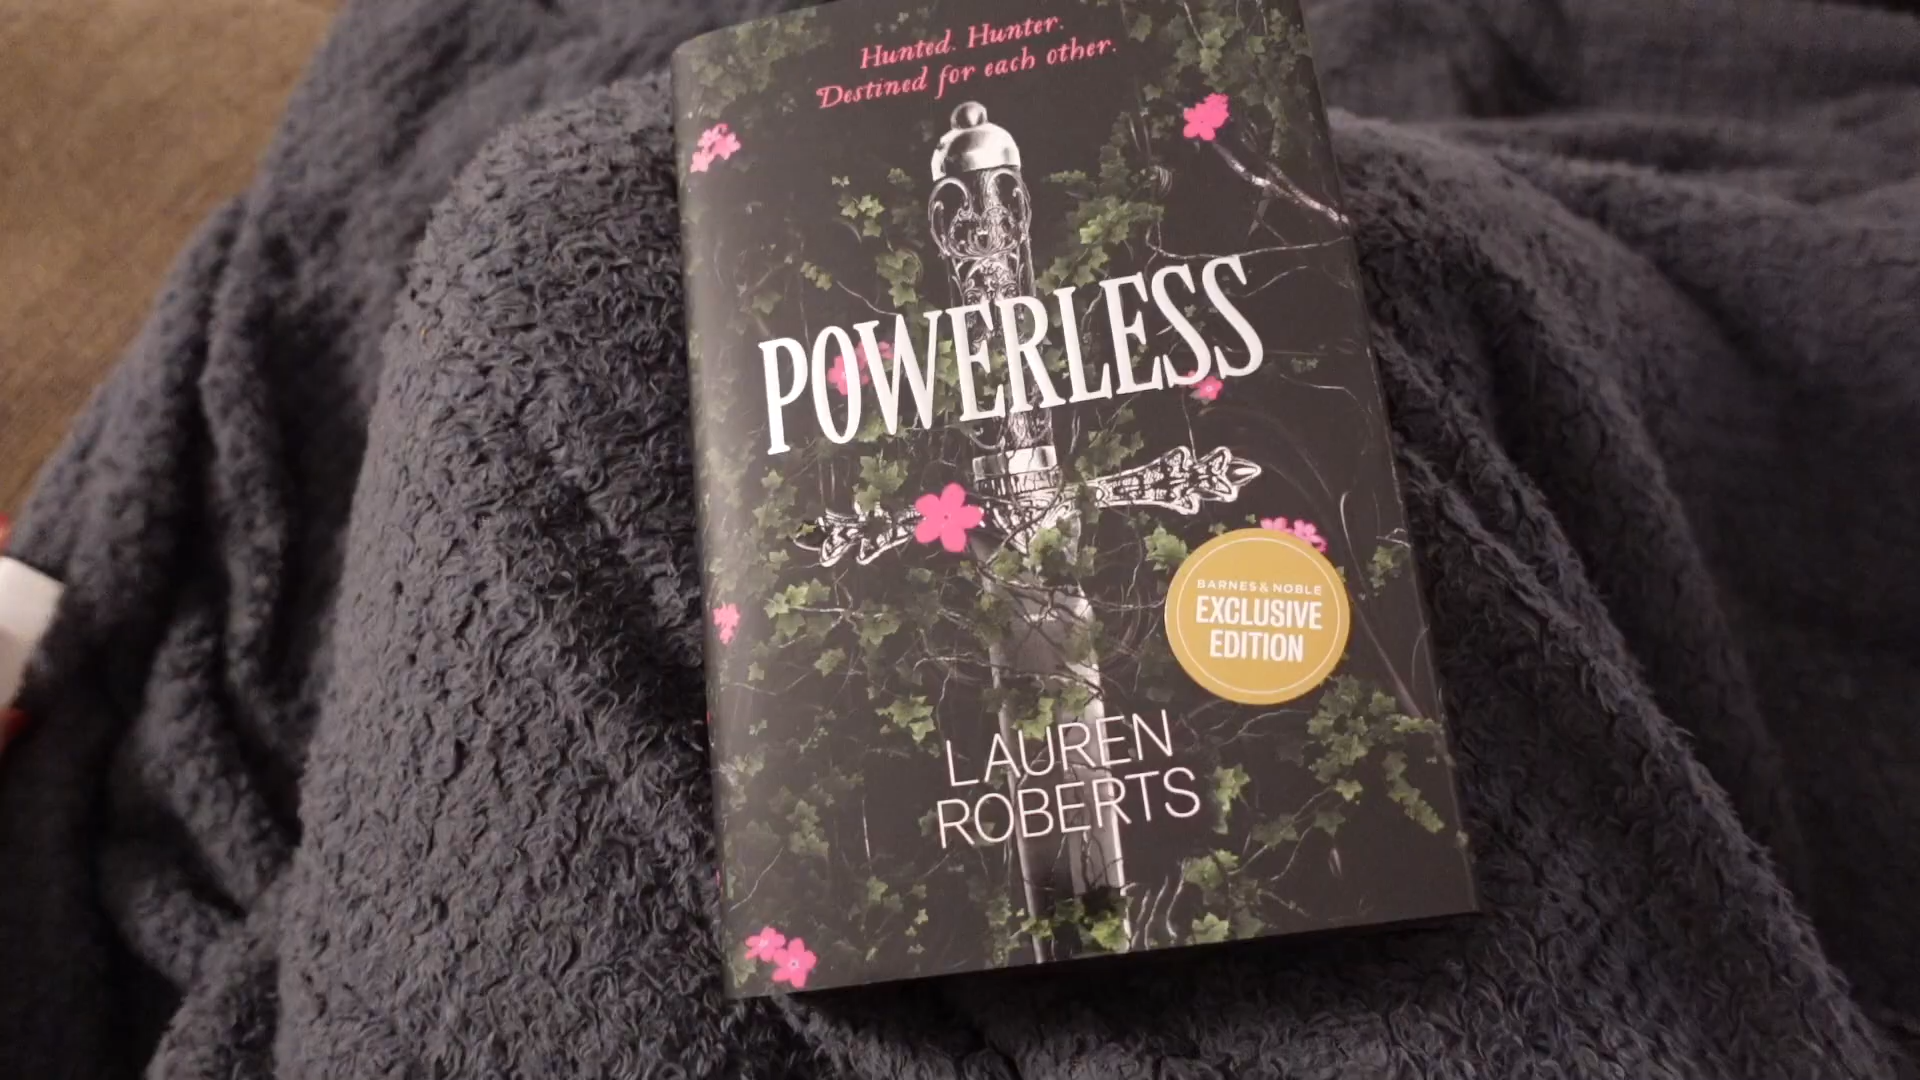 Hunted. Hunter.
Destined for each other.
POWERLESS
BARNES & NOBLE
EXCLUSIVE
EDITION
LAUREN
ROBERTS